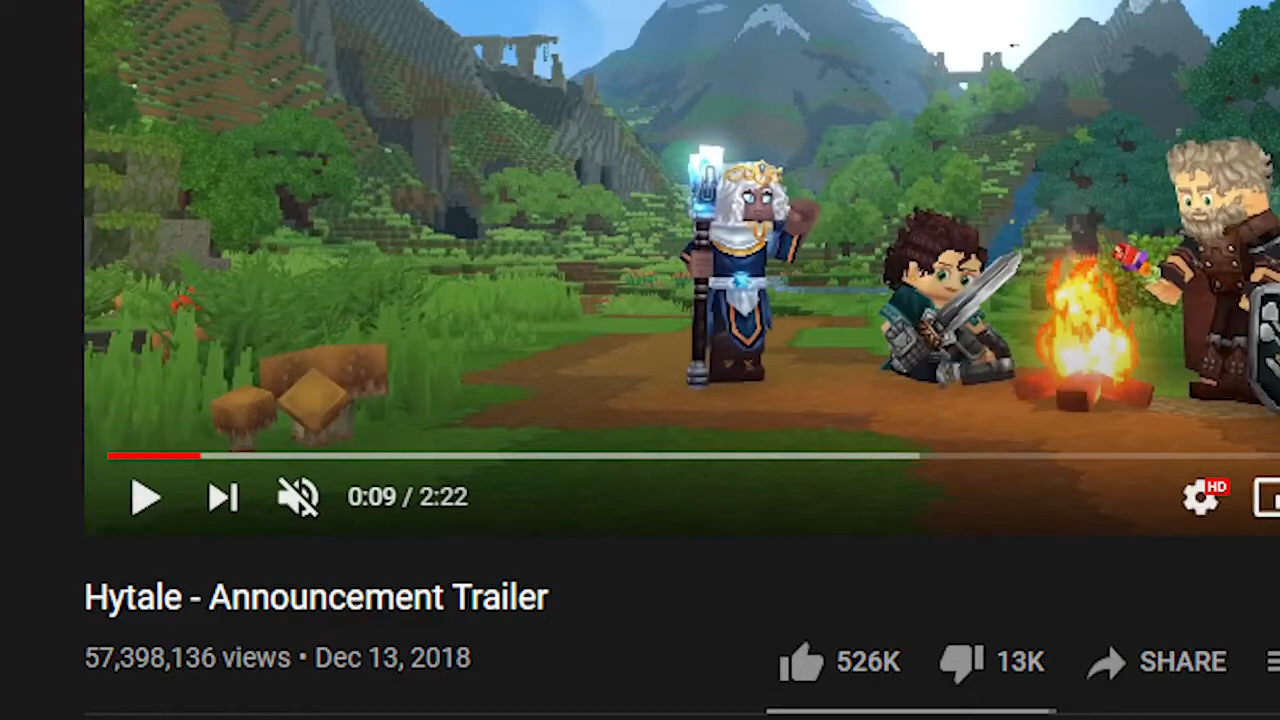 0:09 / 2:22
HD
Hytale - Announcement Trailer
57,398,136 views • Dec 13, 2018
526K
13K
SHARE